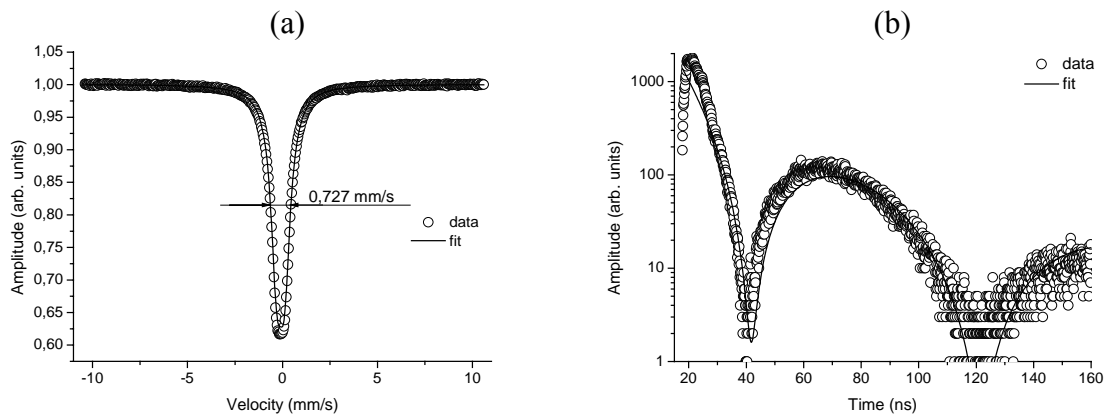 (a)
1,05
1,00
0,95
0,90
0,85
0,80
0,75
0,70
0,65
0,60
Amplitude (arb. units)
0,727 mm/s
data
fit
-10
-5
0
5
10
Velocity (mm/s)
(b)
1000
100
10
1
Amplitude (arb. units)
data
fit
20
40
60
80
100
120
140
160
Time (ns)